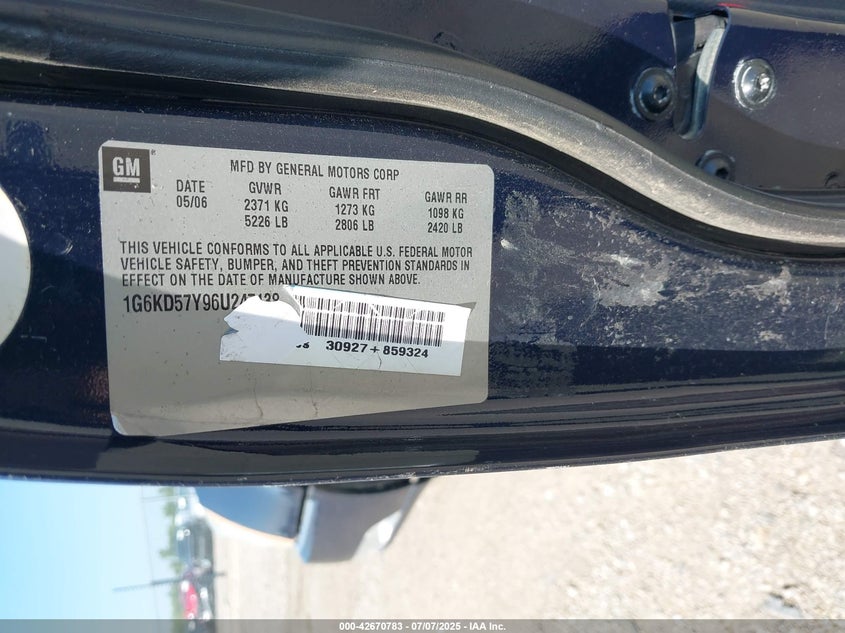 GM
MFD BY GENERAL MOTORS CORP
DATE GVWR GAWR FRT GAWR RR
05/06 2371 KG 1273 KG 1098 KG
5226 LB 2806 LB 2420 LB
THIS VEHICLE CONFORMS TO ALL APPLICABLE U.S. FEDERAL MOTOR
VEHICLE SAFETY, BUMPER, AND THEFT PREVENTION STANDARDS IN
EFFECT ON THE DATE OF MANUFACTURE SHOWN ABOVE.
30927+859324
000-42670783 - 07/07/2025 - IAA Inc.